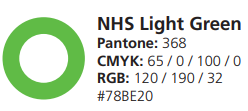 NHS Light Green
Pantone: 368
CMYK: 65 / 0 / 100 / 0
RGB: 120 / 190 / 32
#78BE20